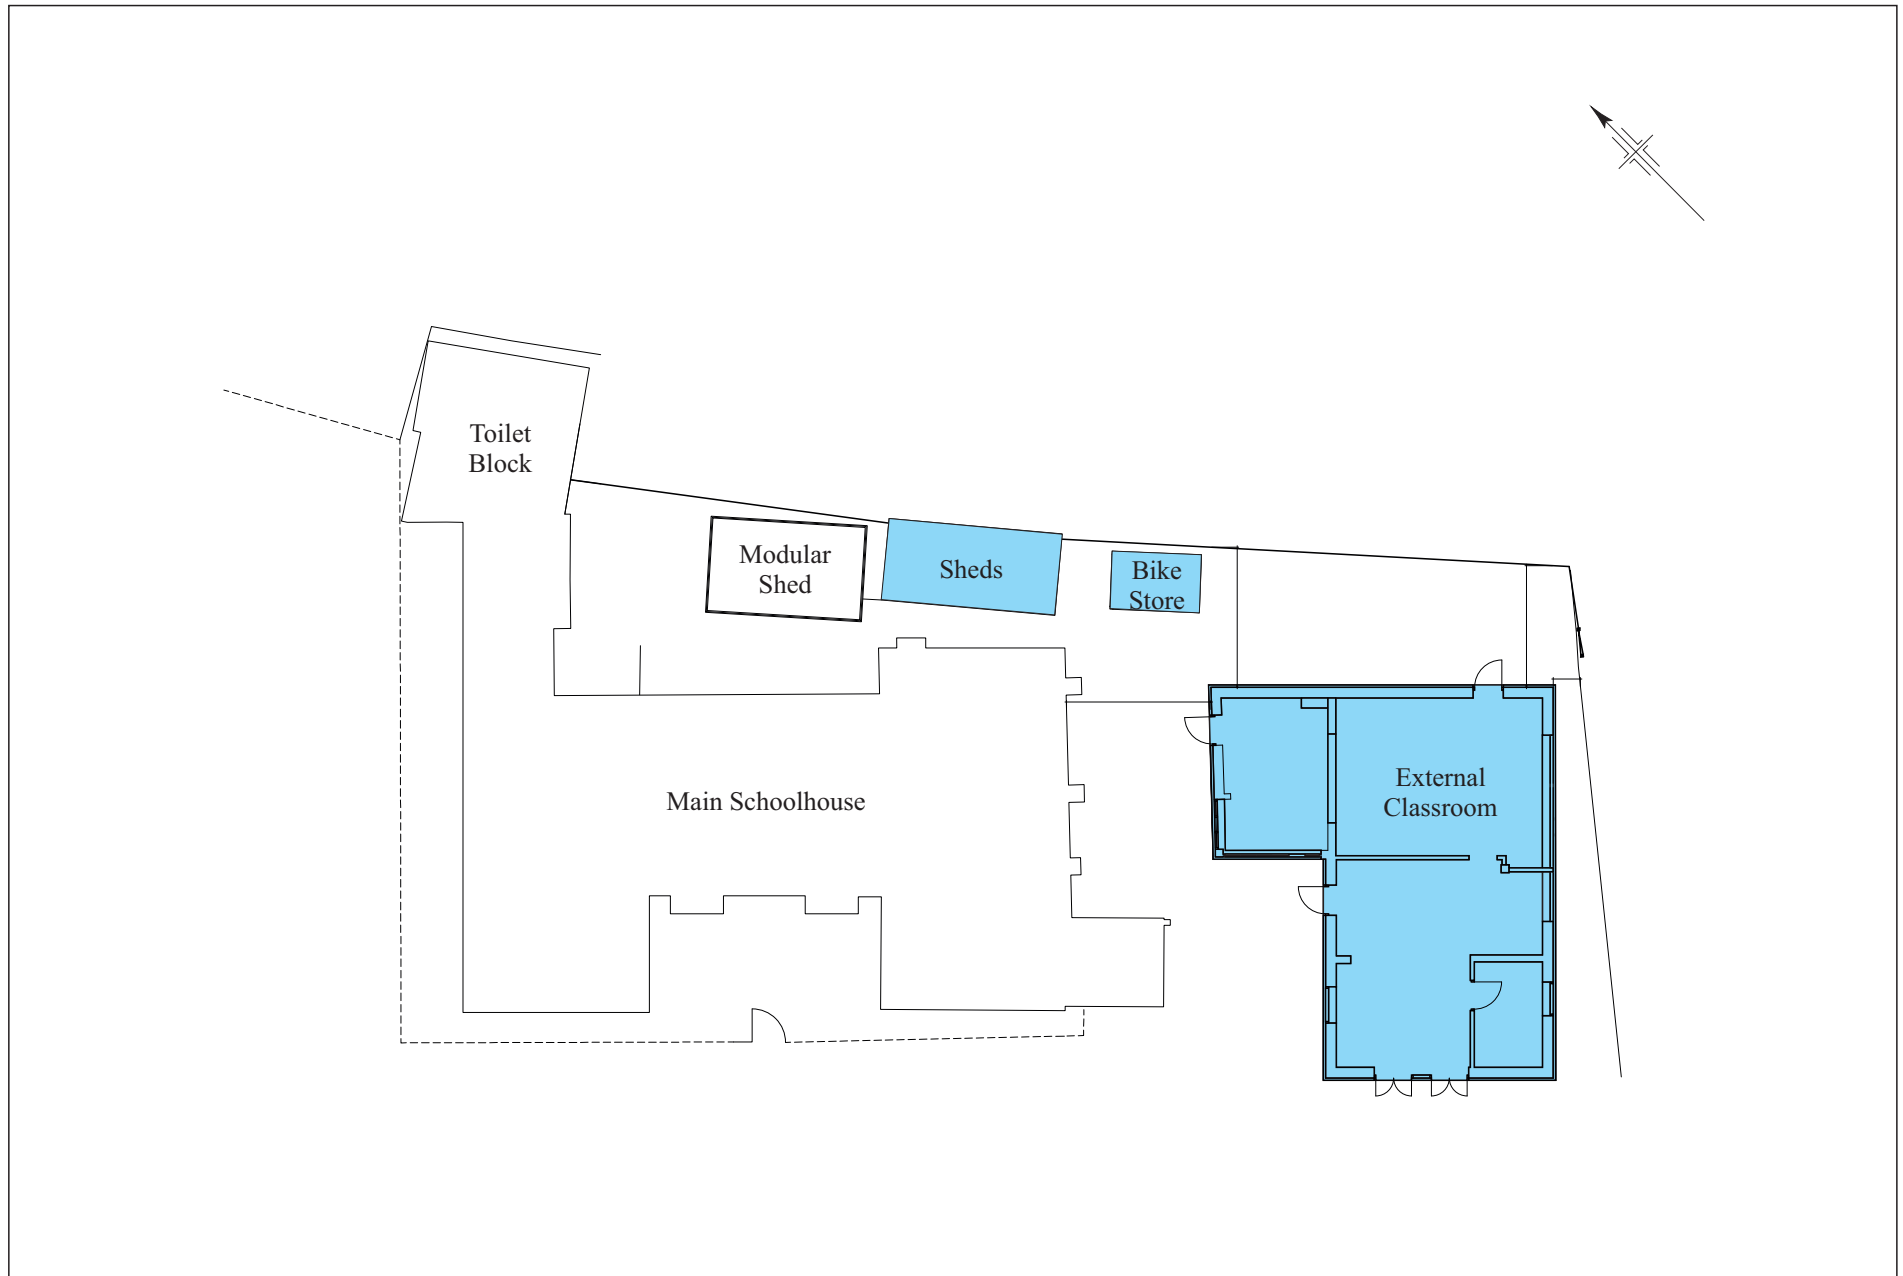 Toilet
Block
Modular
Shed
Sheds
Bike
Store
Main Schoolhouse
External
Classroom